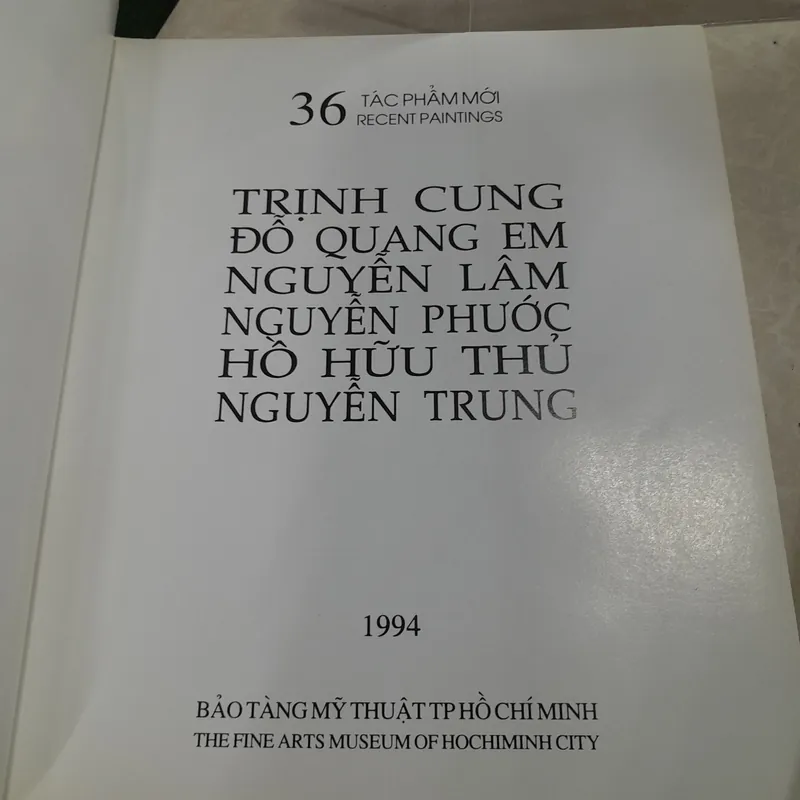 36 TÁC PHẨM MỚI
RECENT PAINTINGS
TRỊNH CUNG
ĐỖ QUANG EM
NGUYỄN LÂM
NGUYỄN PHƯỚC
HỒ HỮU THỦ
NGUYỄN TRUNG
1994
BẢO TÀNG MỸ THUẬT TP HỒ CHÍ MINH
THE FINE ARTS MUSEUM OF HOCHIMINH CITY